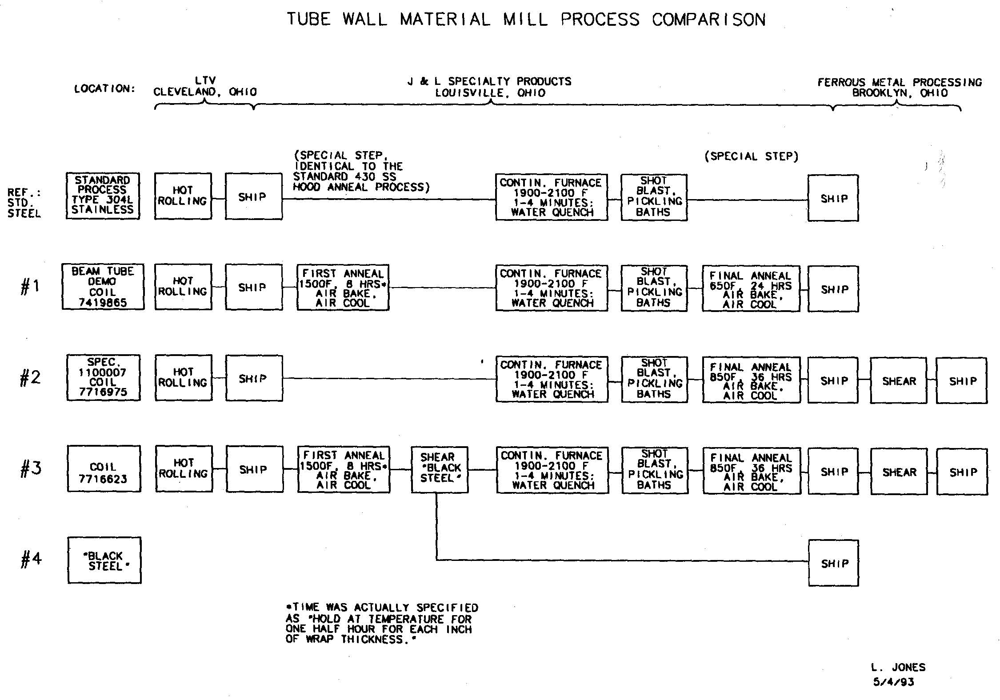 TUBE WALL MATERIAL MILL PROCESS COMPARISON
LOCATION:
LTV
CLEVELAND, OHIO
J & L SPECIALTY PRODUCTS
LOUISVILLE, OHIO
FERROUS METAL PROCESSING
BROOKLYN, OHIO
(SPECIAL STEP,
IDENTICAL TO THE
STANDARD 430 SS
HOOD ANNEAL PROCESS)
(SPECIAL STEP)
REF.:
STD.
STEEL
STANDARD
PROCESS
TYPE 304L
STAINLESS
HOT
ROLLING
SHIP
CONTIN. FURNACE
1900-2100 F
1-4 MINUTES:
WATER QUENCH
SHOT
BLAST,
PICKLING
BATHS
SHIP
#1
BEAM TUBE
DEMO
COIL
7419865
HOT
ROLLING
SHIP
FIRST ANNEAL
1500F, 8 HRS*
AIR BAKE,
AIR COOL
CONTIN. FURNACE
1900-2100 F
1-4 MINUTES:
WATER QUENCH
SHOT
BLAST,
PICKLING
BATHS
FINAL ANNEAL
650F, 24 HRS
AIR BAKE,
AIR COOL
SHIP
#2
SPEC.
1100007
COIL
7716975
HOT
ROLLING
SHIP
CONTIN. FURNACE
1900-2100 F
1-4 MINUTES:
WATER QUENCH
SHOT
BLAST,
PICKLING
BATHS
FINAL ANNEAL
850F, 36 HRS
AIR BAKE,
AIR COOL
SHIP
SHEAR
SHIP
#3
COIL
7716623
HOT
ROLLING
SHIP
FIRST ANNEAL
1500F, 8 HRS*
AIR BAKE,
AIR COOL
SHEAR
"BLACK
STEEL"
CONTIN. FURNACE
1900-2100 F
1-4 MINUTES:
WATER QUENCH
SHOT
BLAST,
PICKLING
BATHS
FINAL ANNEAL
850F, 36 HRS
AIR BAKE,
AIR COOL
SHIP
SHEAR
SHIP
#4
"BLACK
STEEL"
SHIP
*TIME WAS ACTUALLY SPECIFIED
AS "HOLD AT TEMPERATURE FOR
ONE HALF HOUR FOR EACH INCH
OF WRAP THICKNESS."
L. JONES
5/4/93